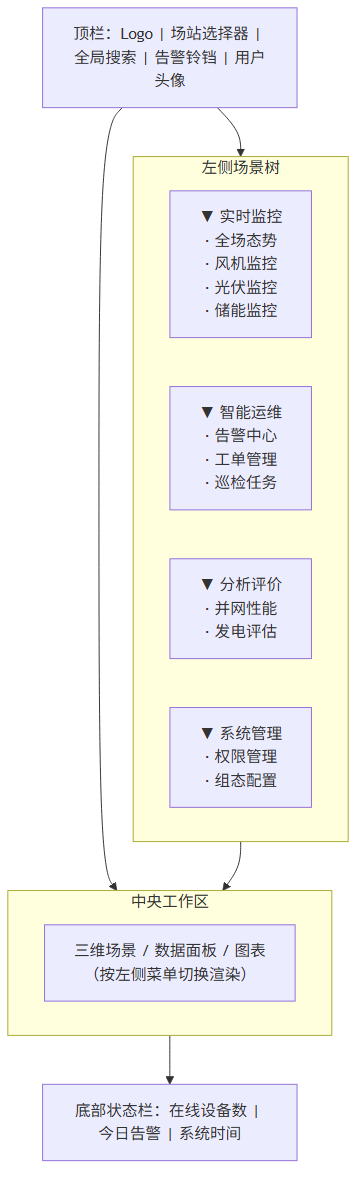 顶栏：Logo | 场站选择器 |
全局搜索 | 告警铃铛 | 用户
头像
左侧场景树
▼ 实时监控
· 全场态势
· 风机监控
· 光伏监控
· 储能监控
▼ 智能运维
· 告警中心
· 工单管理
· 巡检任务
▼ 分析评价
· 并网性能
· 发电评估
▼ 系统管理
· 权限管理
· 组态配置
中央工作区
三维场景 / 数据面板 / 图表
（按左侧菜单切换渲染）
底部状态栏：在线设备数 |
今日告警 | 系统时间